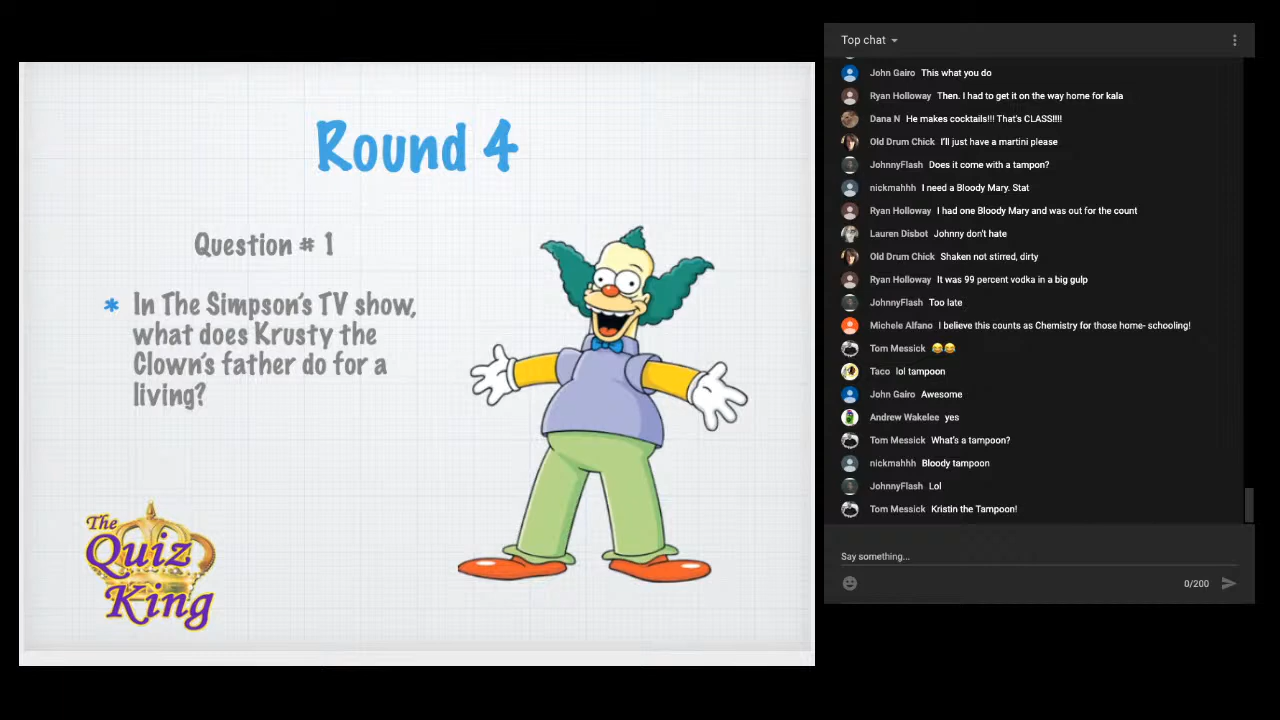 Round 4
Question # 1
* In The Simpson's TV show,
what does Krusty the
Clown's father do for a
living?
The
Quiz
King
Top chat
John Gairo This what you do
Ryan Holloway Then. I had to get it on the way home for kala
Dana N He makes cocktails!!! That's CLASS!!!!
Old Drum Chick I'll just have a martini please
JohnnyFlash Does it come with a tampon?
nickmahhh I need a Bloody Mary. Stat
Ryan Holloway I had one Bloody Mary and was out for the count
Lauren Disbot Johnny don't hate
Old Drum Chick Shaken not stirred, dirty
Ryan Holloway It was 99 percent vodka in a big gulp
JohnnyFlash Too late
Michele Alfano I believe this counts as Chemistry for those home- schooling!
Tom Messick 😂😂
Taco lol tampoon
John Gairo Awesome
Andrew Wakelee yes
Tom Messick What's a tampoon?
nickmahhh Bloody tampoon
JohnnyFlash Lol
Tom Messick Kristin the Tampoon!
Say something...
0/200